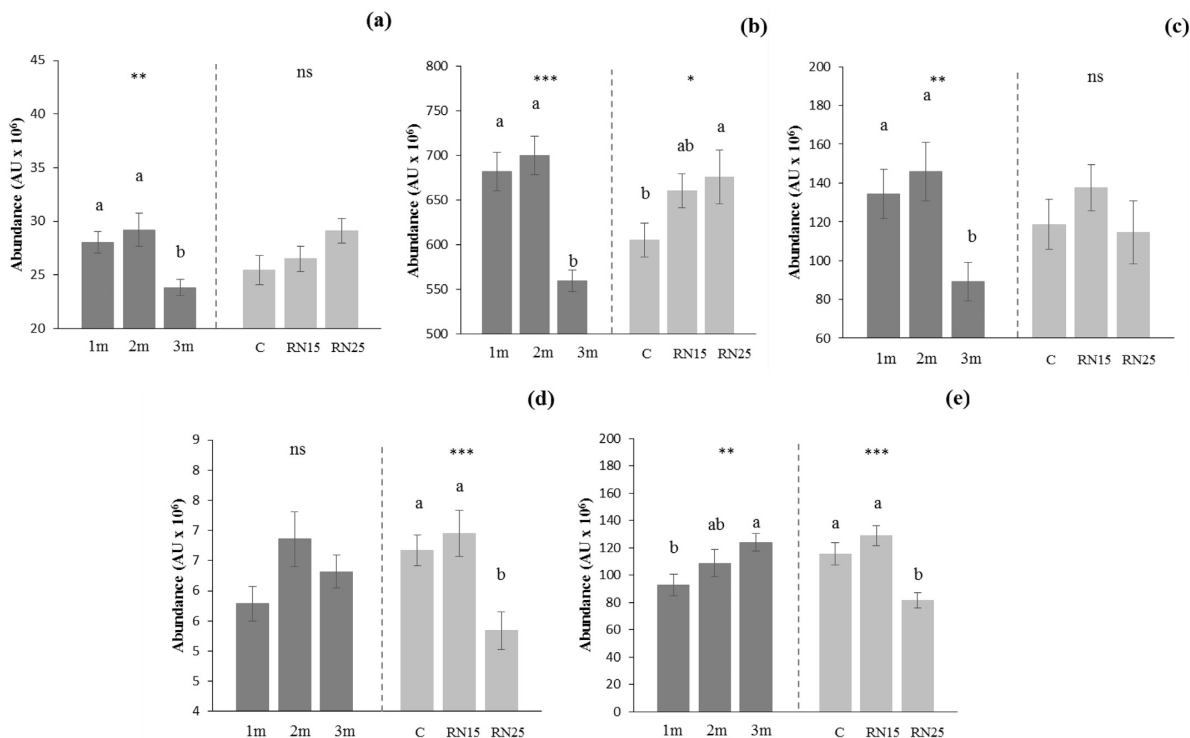 (a)
45
40
35
30
25
20
Abundance (AU x 10⁶)
**
ns
a
a
b
1m 2m 3m
C RN15 RN25
(b)
800
750
700
650
600
550
500
Abundance (AU x 10⁶)
***
*
a
a
b
b
ab
a
1m 2m 3m
C RN15 RN25
(c)
200
180
160
140
120
100
80
60
Abundance (AU x 10⁶)
**
ns
a
a
b
1m 2m 3m
C RN15 RN25
(d)
9
8
8
7
7
6
6
5
5
4
4
Abundance (AU x 10⁶)
ns
***
a
a
b
1m 2m 3m
C RN15 RN25
(e)
200
180
160
140
120
100
80
60
40
20
0
Abundance (AU x 10⁶)
**
***
b
ab
a
a
a
b
1m 2m 3m
C RN15 RN25